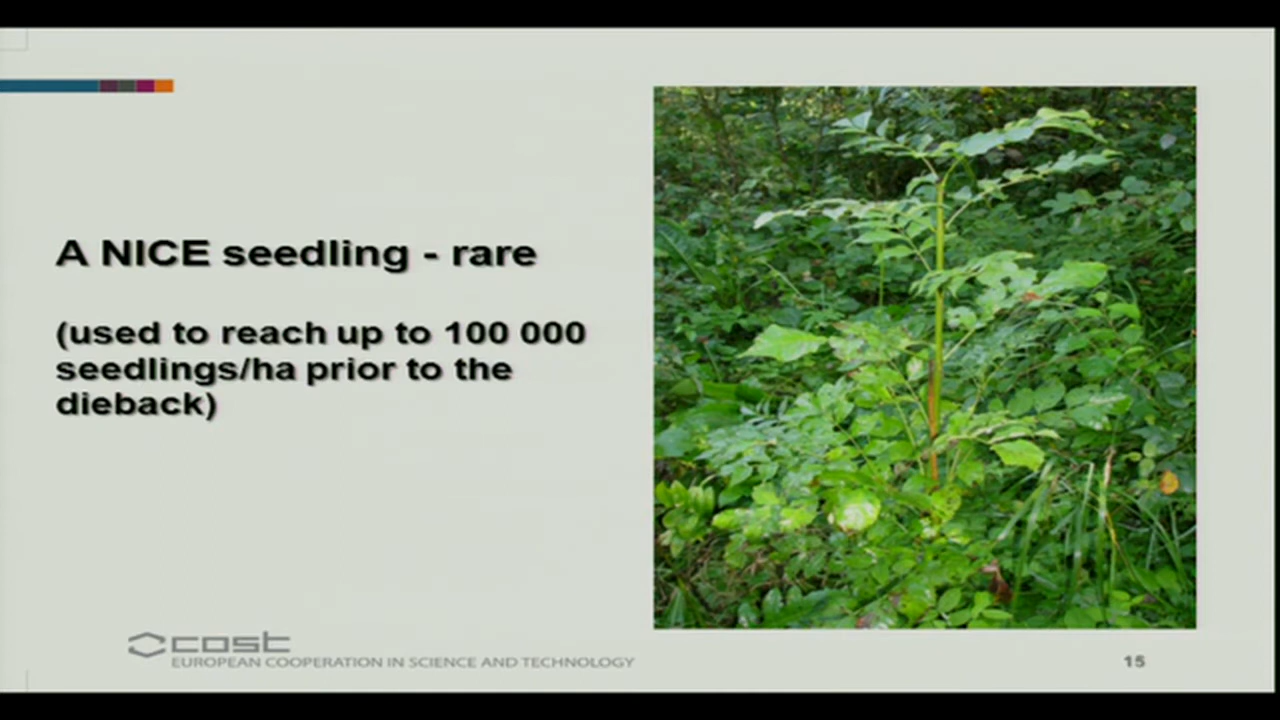 A NICE seedling - rare
(used to reach up to 100 000
seedlings/ha prior to the
dieback)
cost
EUROPEAN COOPERATION IN SCIENCE AND TECHNOLOGY
15